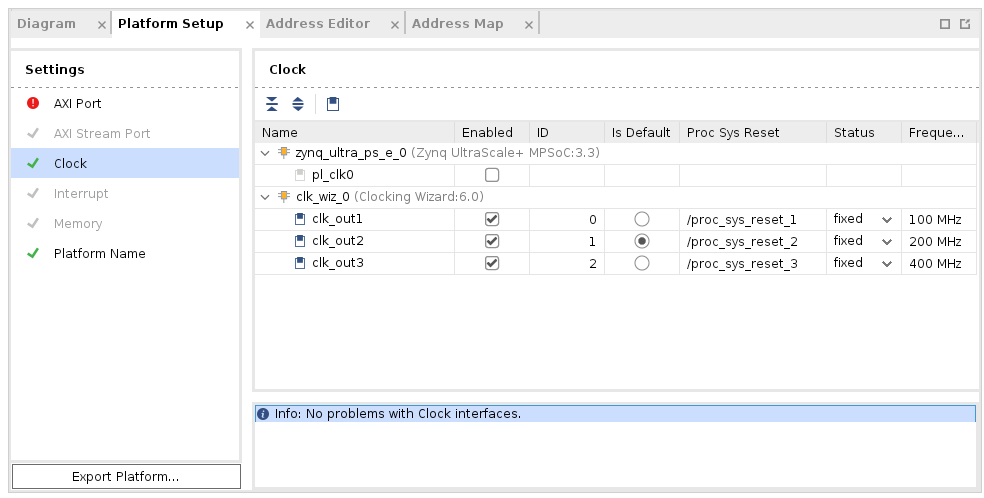 Diagram × Platform Setup × Address Editor × Address Map ×
Settings
AXI Port
AXI Stream Port
Clock
Interrupt
Memory
Platform Name
Export Platform...
Clock
Name Enabled ID Is Default Proc Sys Reset Status Freque...
zynq_ultra_ps_e_0 (Zynq UltraScale+ MPSoC:3.3)
pl_clk0
clk_wiz_0 (Clocking Wizard:6.0)
clk_out1 0 /proc_sys_reset_1 fixed 100 MHz
clk_out2 1 /proc_sys_reset_2 fixed 200 MHz
clk_out3 2 /proc_sys_reset_3 fixed 400 MHz
Info: No problems with Clock interfaces.